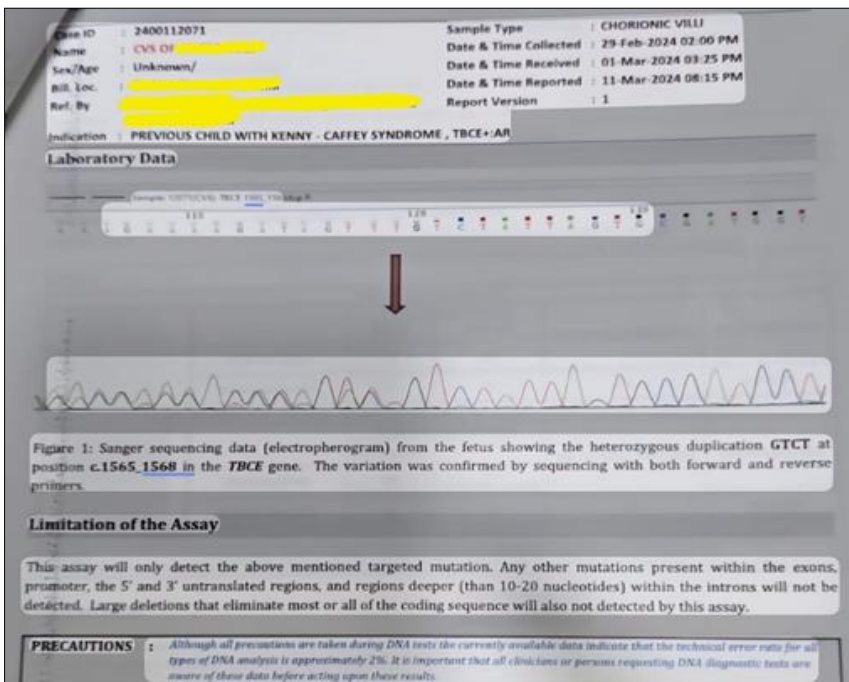 Case ID : 2400112071
Name : CVS Of
Sex/Age : Unknown/
Bill. Loc. :
Ref. By :
Sample Type : CHORIONIC VILLI
Date & Time Collected : 29-Feb-2024 02:00 PM
Date & Time Received : 01-Mar-2024 03:25 PM
Date & Time Reported : 11-Mar-2024 08:15 PM
Report Version : 1
Indication : PREVIOUS CHILD WITH KENNY - CAFFEY SYNDROME , TBCE+:AR
Laboratory Data
110 120 130
G T C T A T T A G T G C G A T G G T
Figure 1: Sanger sequencing data (electropherogram) from the fetus showing the heterozygous duplication GTCT at
position c.1565_1568 in the TBCE gene. The variation was confirmed by sequencing with both forward and reverse
primers.
Limitation of the Assay
This assay will only detect the above mentioned targeted mutation. Any other mutations present within the exons,
promoter, the 5' and 3' untranslated regions, and regions deeper (than 10-20 nucleotides) within the introns will not be
detected. Large deletions that eliminate most or all of the coding sequence will also not detected by this assay.
PRECAUTIONS : Although all precautions are taken during DNA tests the currently available data indicate that the technical error rate for all
types of DNA analysis is approximately 2%. It is important that all clinicians or persons requesting DNA diagnostic tests are
aware of these data before acting upon these results.